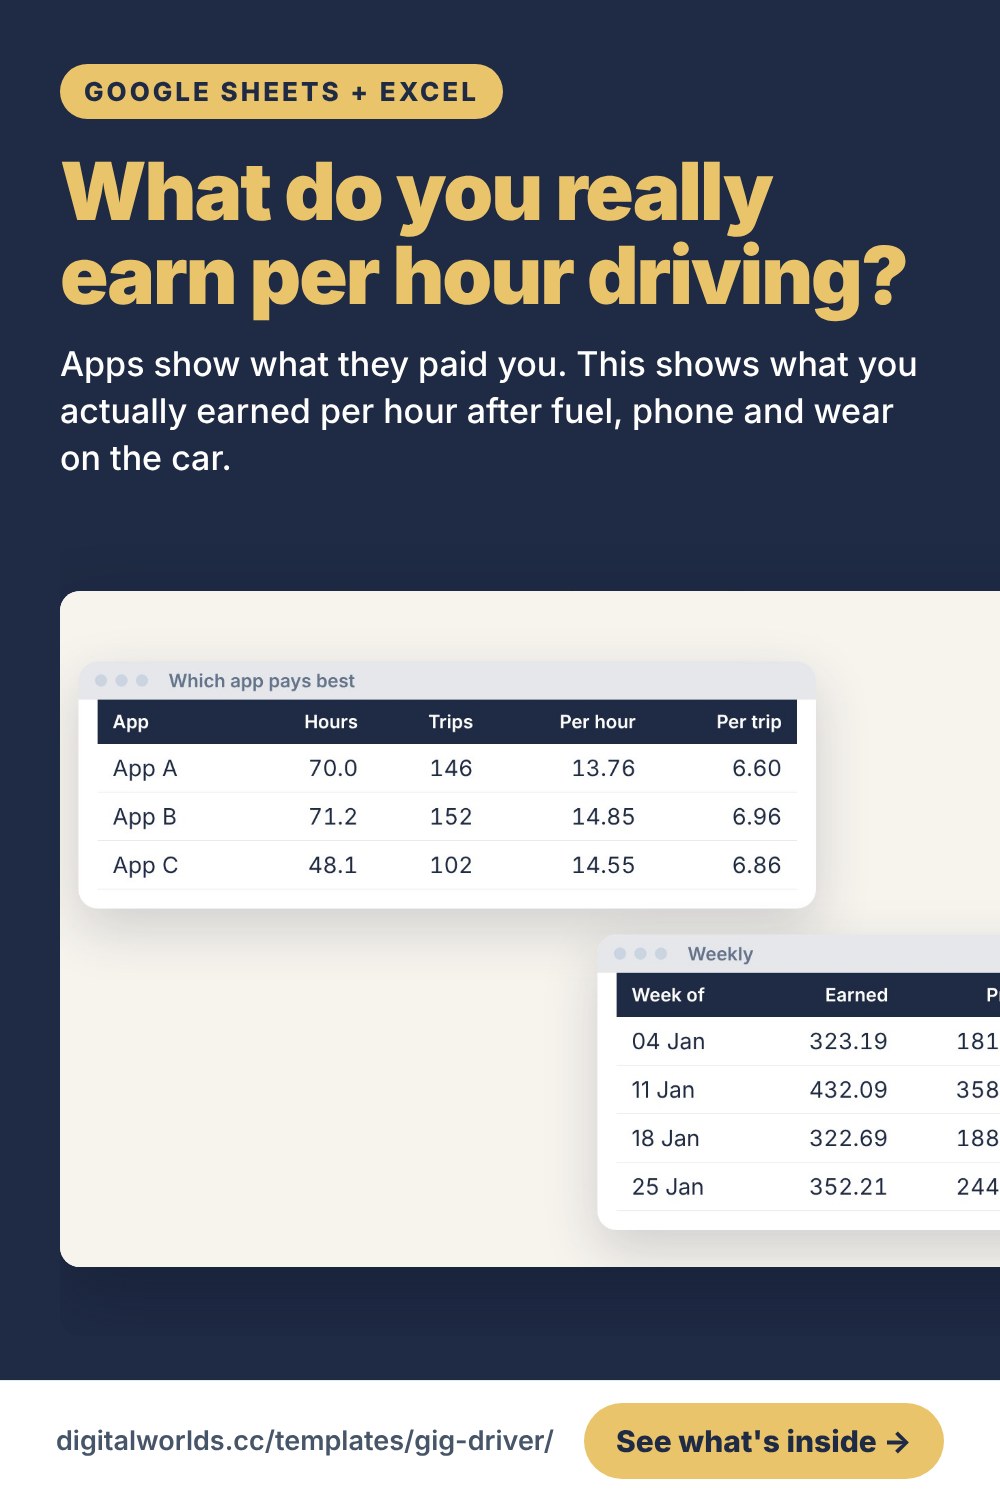 GOOGLE SHEETS + EXCEL
What do you really
earn per hour driving?
Apps show what they paid you. This shows what you
actually earned per hour after fuel, phone and wear
on the car.
Which app pays best
App Hours Trips Per hour Per trip
App A 70.0 146 13.76 6.60
App B 71.2 152 14.85 6.96
App C 48.1 102 14.55 6.86
Weekly
Week of Earned
04 Jan 323.19 181
11 Jan 432.09 358
18 Jan 322.69 188
25 Jan 352.21 244
digitalworlds.cc/templates/gig-driver/
See what's inside →